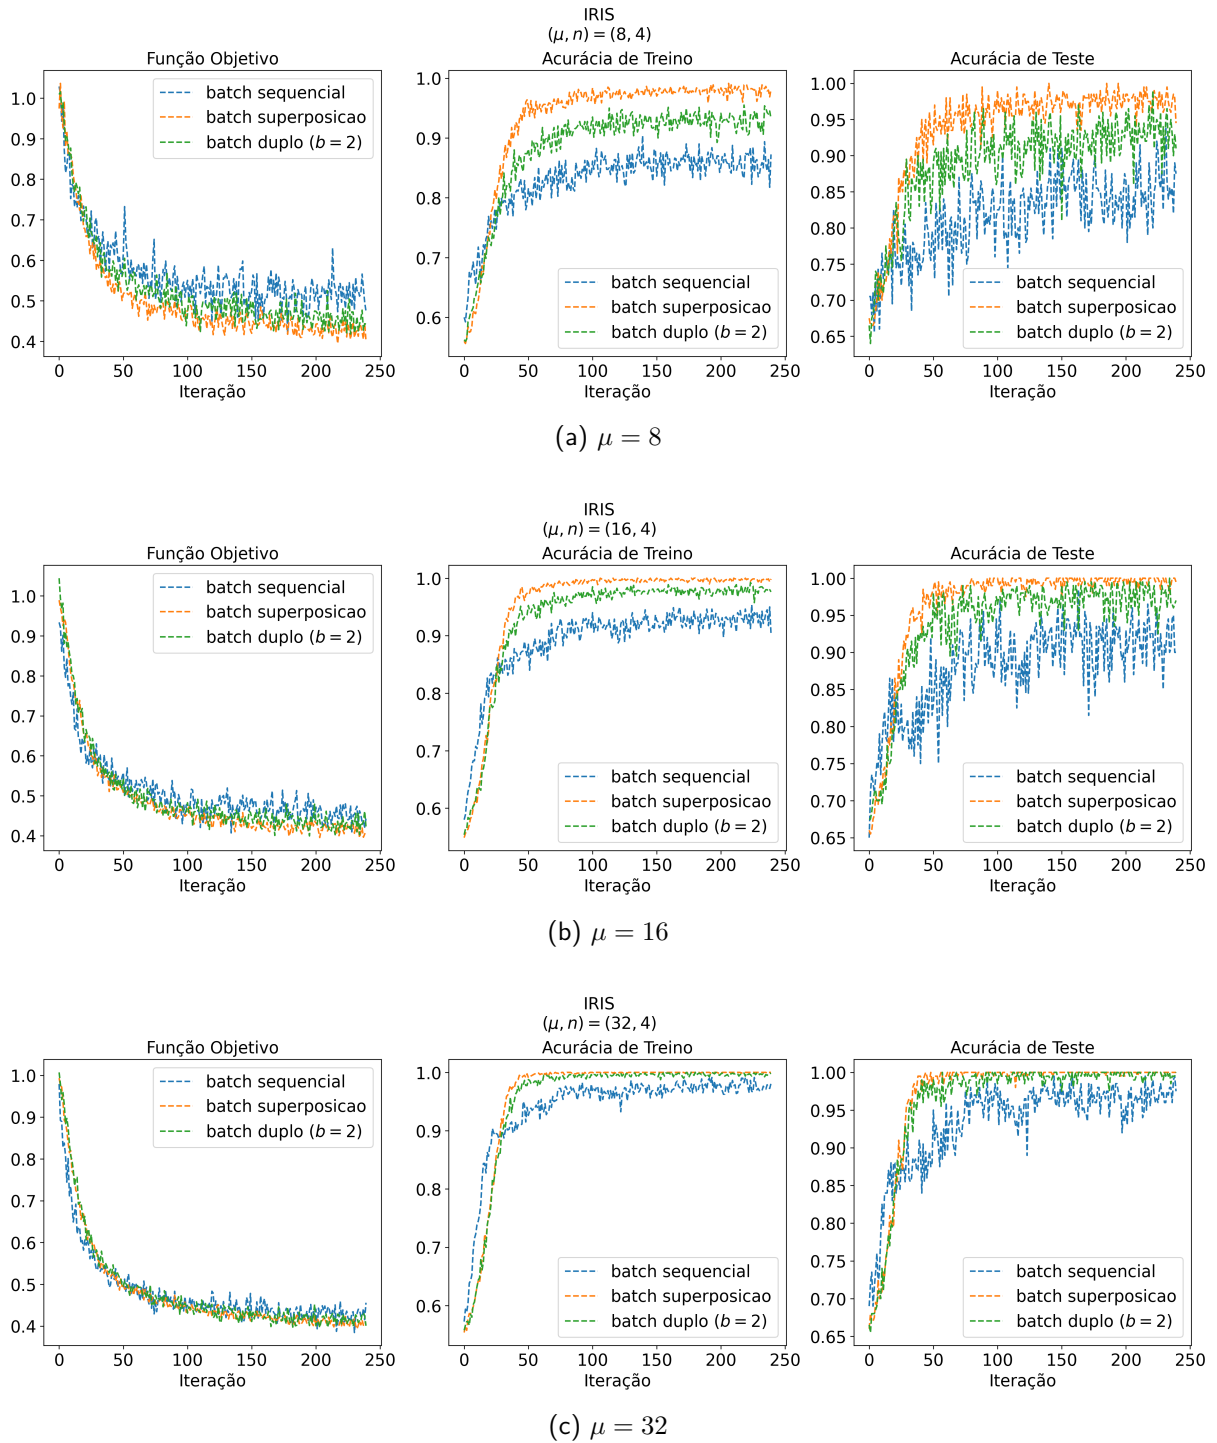 IRIS
(μ, n) = (8, 4)
Função Objetivo
1.0
0.9
0.8
0.7
0.6
0.5
0.4
batch sequencial
batch superposicao
batch duplo (b = 2)
0 50 100 150 200 250
Iteração
Acurácia de Treino
1.0
0.9
0.8
0.7
0.6
batch sequencial
batch superposicao
batch duplo (b = 2)
0 50 100 150 200 250
Iteração
Acurácia de Teste
1.00
0.95
0.90
0.85
0.80
0.75
0.70
0.65
batch sequencial
batch superposicao
batch duplo (b = 2)
0 50 100 150 200 250
Iteração
(a) μ = 8
IRIS
(μ, n) = (16, 4)
Função Objetivo
1.0
0.9
0.8
0.7
0.6
0.5
0.4
batch sequencial
batch superposicao
batch duplo (b = 2)
0 50 100 150 200 250
Iteração
Acurácia de Treino
1.0
0.9
0.8
0.7
0.6
batch sequencial
batch superposicao
batch duplo (b = 2)
0 50 100 150 200 250
Iteração
Acurácia de Teste
1.00
0.95
0.90
0.85
0.80
0.75
0.70
0.65
batch sequencial
batch superposicao
batch duplo (b = 2)
0 50 100 150 200 250
Iteração
(b) μ = 16
IRIS
(μ, n) = (32, 4)
Função Objetivo
1.0
0.9
0.8
0.7
0.6
0.5
0.4
batch sequencial
batch superposicao
batch duplo (b = 2)
0 50 100 150 200 250
Iteração
Acurácia de Treino
1.0
0.9
0.8
0.7
0.6
batch sequencial
batch superposicao
batch duplo (b = 2)
0 50 100 150 200 250
Iteração
Acurácia de Teste
1.00
0.95
0.90
0.85
0.80
0.75
0.70
0.65
batch sequencial
batch superposicao
batch duplo (b = 2)
0 50 100 150 200 250
Iteração
(c) μ = 32